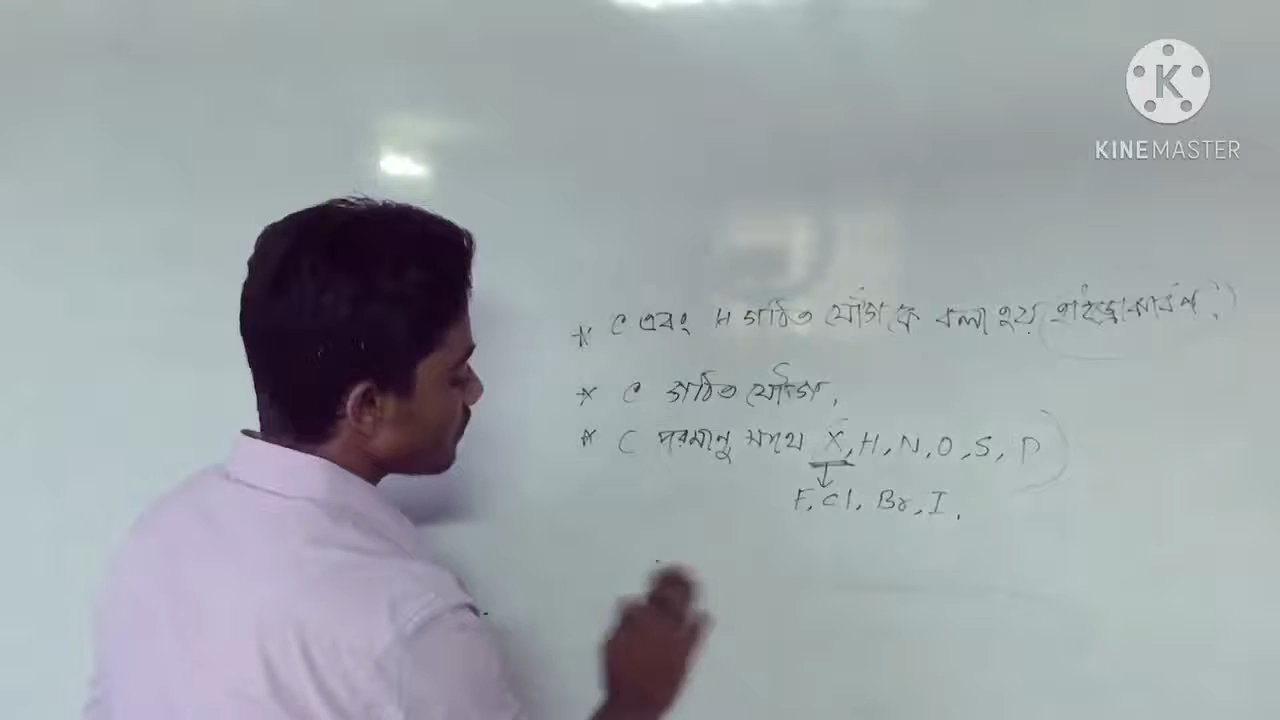 KINEMASTER
* C এবং H গঠিত যৌগকে বলা হয় (হাইড্রোকার্বন।)
* C গঠিত যৌগ,
* C পরমানু সাথে X, H, N, O, S, P)
F, Cl, Br, I.